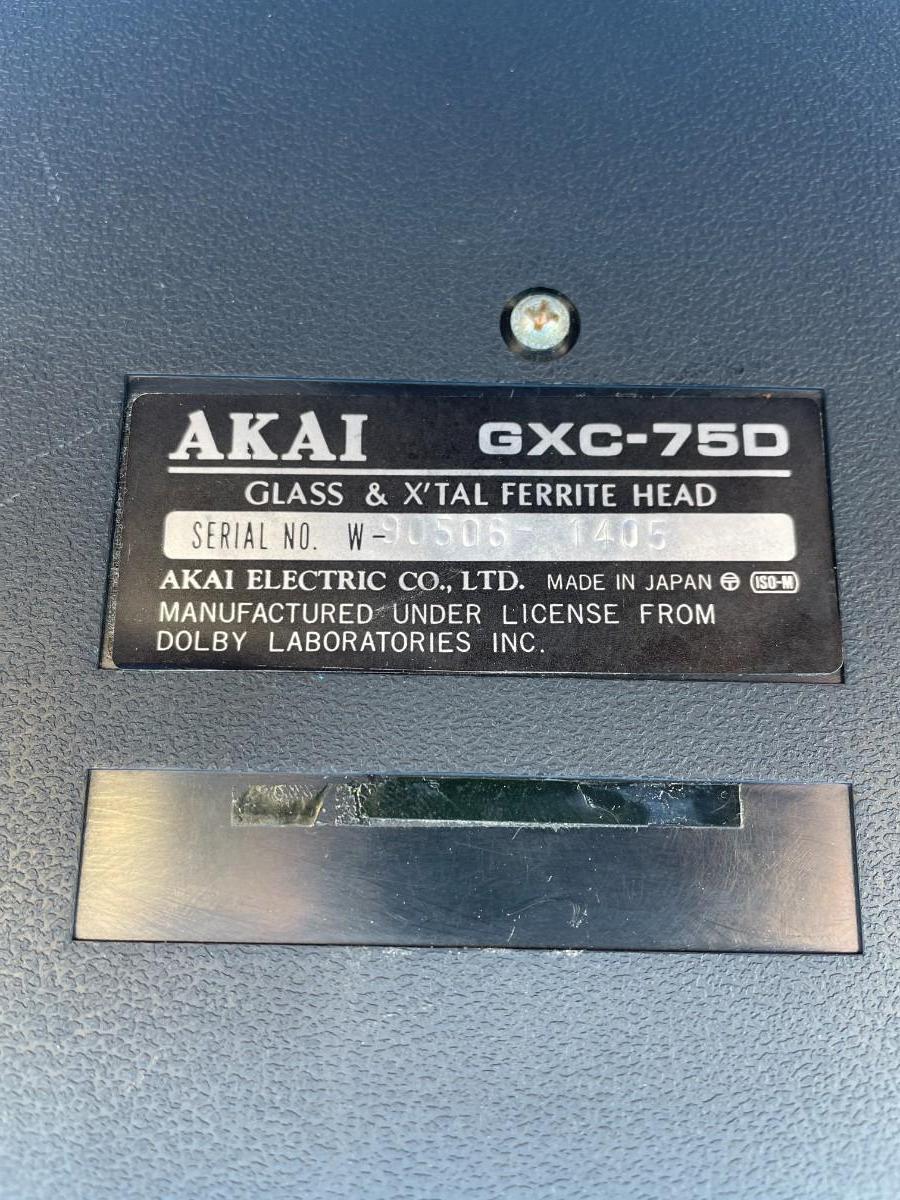 AKAI GXC-75D
GLASS & X'TAL FERRITE HEAD
SERIAL NO. W-90506-1405
AKAI ELECTRIC CO., LTD. MADE IN JAPAN T ISO-M
MANUFACTURED UNDER LICENSE FROM
DOLBY LABORATORIES INC.